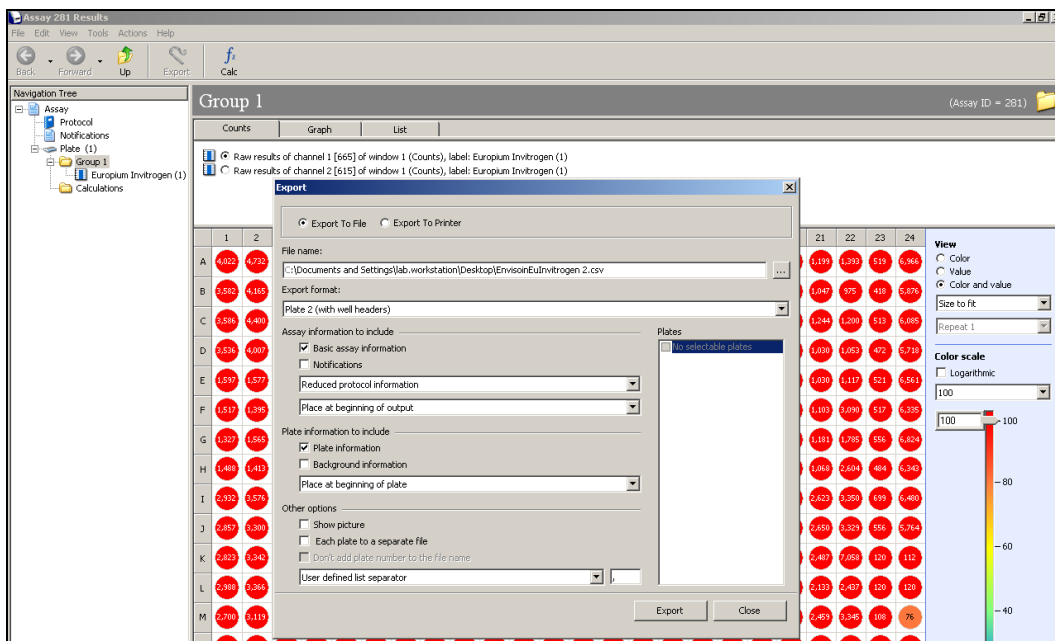 Assay 281 Results
File Edit View Tools Actions Help
Back Forward Up Export Calc
Navigation Tree
Assay
Protocol
Notifications
Plate (1)
Group 1
Europium Invitrogen (1)
Calculations
Group 1 (Assay ID = 281)
Counts Graph List
Raw results of channel 1 [665] of window 1 (Counts), label: Europium Invitrogen (1)
Raw results of channel 2 [615] of window 1 (Counts), label: Europium Invitrogen (1)
Export
Export To File Export To Printer
File name:
C:\Documents and Settings\lab.workstation\Desktop\EnvisoinEuInvitrogen 2.csv ...
Export format:
Plate 2 (with well headers)
Assay information to include
Basic assay information
Notifications
Reduced protocol information
Place at beginning of output
Plate information to include
Plate information
Background information
Place at beginning of plate
Other options
Show picture
Each plate to a separate file
Don't add plate number to the file name
User defined list separator ,
Plates
No selectable plates
Export Close
1 2 21 22 23 24
A 4,022 4,732 1,199 1,393 519 6,966
B 3,582 4,165 1,047 975 418 5,876
C 3,586 4,400 1,244 1,200 513 6,085
D 3,536 4,007 1,030 1,053 472 5,718
E 1,597 1,577 1,030 1,117 521 6,561
F 1,517 1,395 1,103 3,090 517 6,335
G 1,327 1,565 1,181 1,785 556 6,824
H 1,488 1,413 1,068 2,604 484 6,343
I 2,932 3,576 2,623 3,350 699 6,480
J 2,857 3,300 2,650 3,329 556 5,764
K 2,823 3,342 2,487 7,058 120 112
L 2,988 3,366 2,133 2,437 120 120
M 2,700 3,119 2,459 3,345 108 76
View
Color
Value
Color and value
Size to fit
Repeat 1
Color scale
Logarithmic
100
100 100
80
60
40